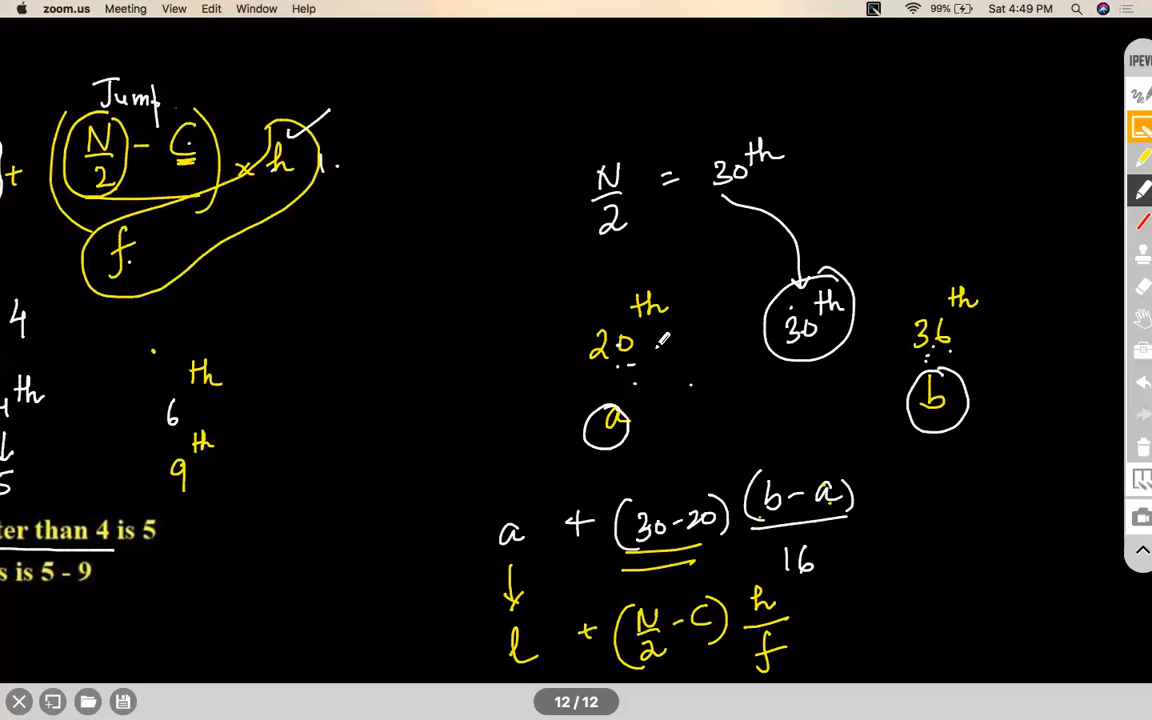 zoom.us Meeting View Edit Window Help 99% Sat 4:49 PM
IPEV
Jump
+ (N/2 - C) × h
f
N/2 = 30th
30th
20th
36th
a
b
4
th
6
th
9
th
5
a + (30-20) (b-a)/16
l + (N/2 - C) h/f
ter than 4 is 5
s is 5 - 9
12 / 12